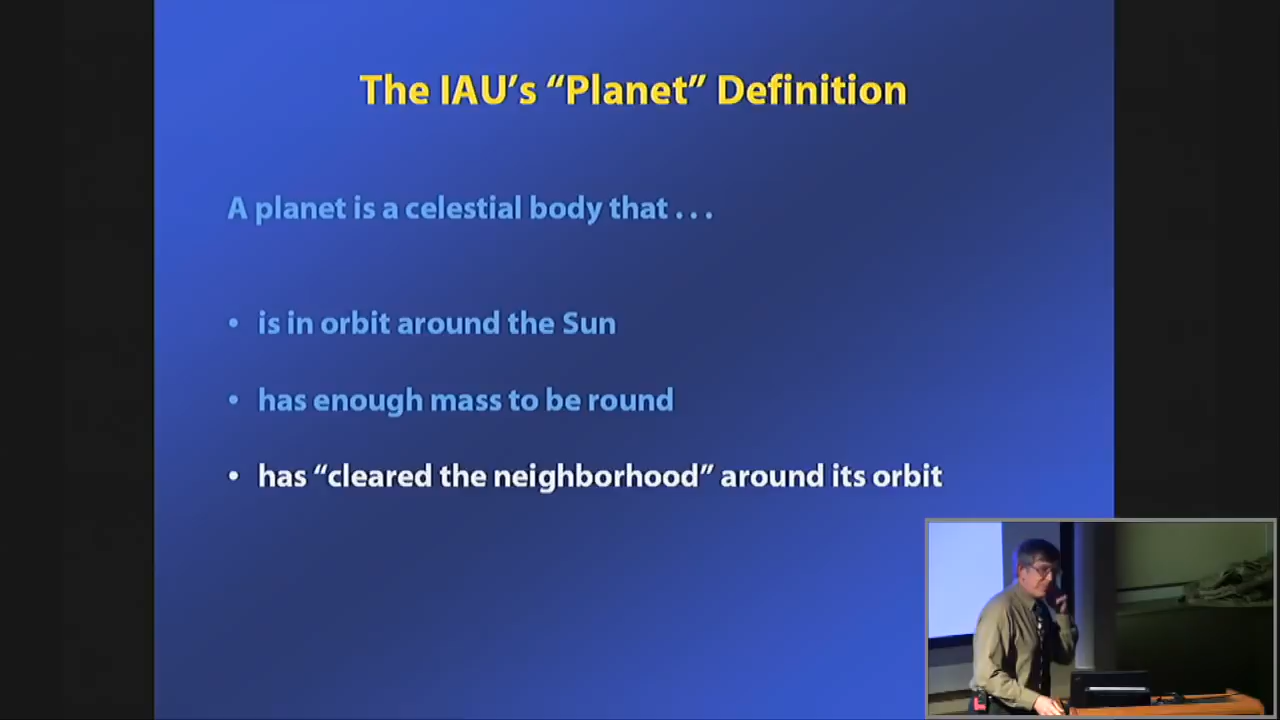 The IAU’s “Planet” Definition
A planet is a celestial body that . . .
• is in orbit around the Sun
• has enough mass to be round
• has “cleared the neighborhood” around its orbit